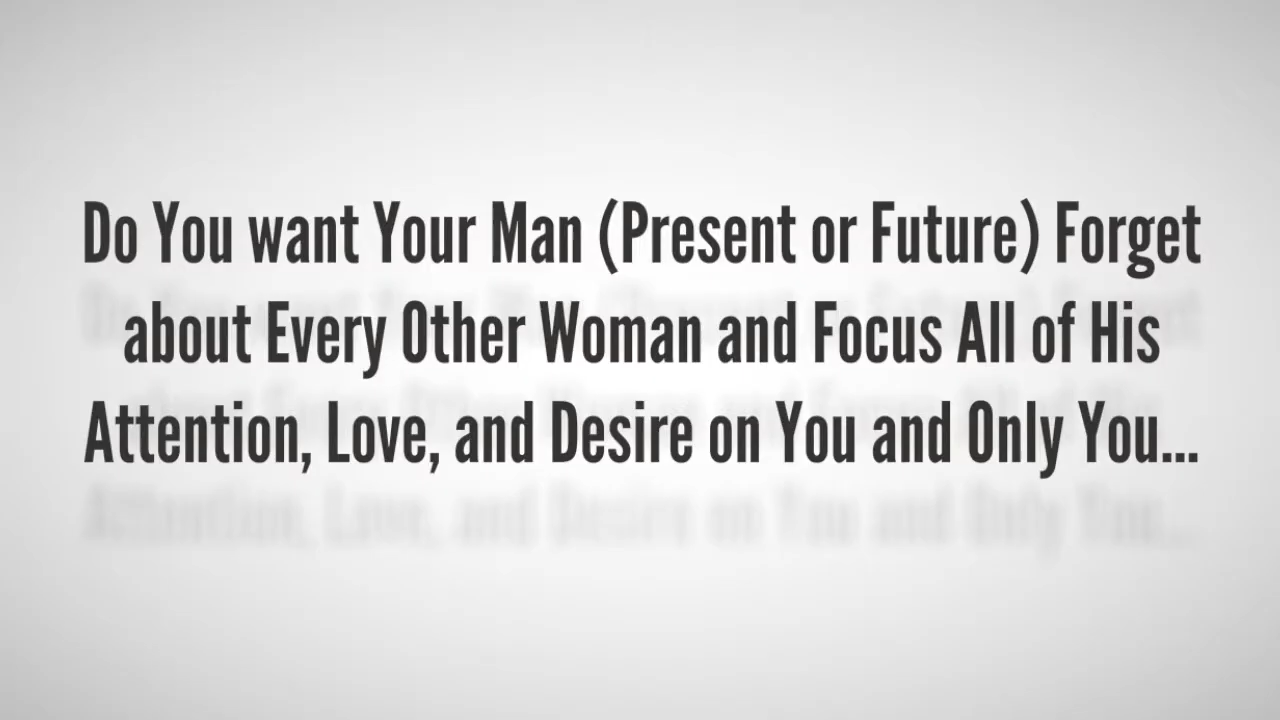 Do You want Your Man (Present or Future) Forget
about Every Other Woman and Focus All of His
Attention, Love, and Desire on You and Only You...